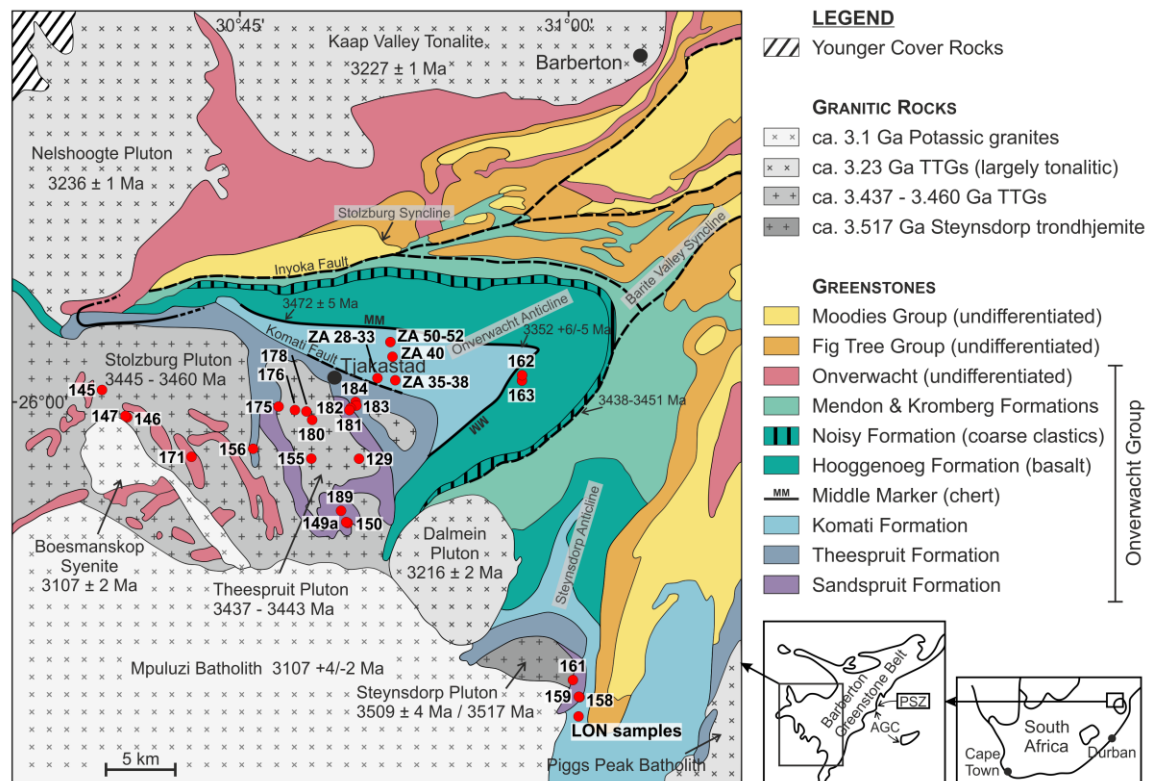 30°45'
31°00'
Kaap Valley Tonalite
3227 ± 1 Ma
Barberton
Nelshoogte Pluton
3236 ± 1 Ma
Stolzburg Syncline
Inyoka Fault
Barite Valley Syncline
3472 ± 5 Ma
MM
Onverwacht Anticline
3352 +6/-5 Ma
ZA 28-33
ZA 50-52
ZA 40
Komati Fault
Tjakastad
ZA 35-38
162
163
Stolzburg Pluton
3445 - 3460 Ma
178
176
184
145
26°00'
147
146
175
182
183
181
180
3438-3451 Ma
MM
156
171
155
129
189
149a
150
Boesmanskop
Syenite
3107 ± 2 Ma
Theespruit Pluton
3437 - 3443 Ma
Dalmein
Pluton
3216 ± 2 Ma
Steynsdorp Anticline
Mpuluzi Batholith 3107 +4/-2 Ma
Steynsdorp Pluton
3509 ± 4 Ma / 3517 Ma
161
159
158
LON samples
Piggs Peak Batholith
5 km
LEGEND
Younger Cover Rocks
GRANITIC ROCKS
ca. 3.1 Ga Potassic granites
ca. 3.23 Ga TTGs (largely tonalitic)
ca. 3.437 - 3.460 Ga TTGs
ca. 3.517 Ga Steynsdorp trondhjemite
GREENSTONES
Moodies Group (undifferentiated)
Fig Tree Group (undifferentiated)
Onverwacht (undifferentiated)
Mendon & Kromberg Formations
Noisy Formation (coarse clastics)
Hooggenoeg Formation (basalt)
MM
Middle Marker (chert)
Komati Formation
Theespruit Formation
Sandspruit Formation
Onverwacht Group
Barberton
Greenstone Belt
PSZ
AGC
South
Africa
Cape
Town
Durban